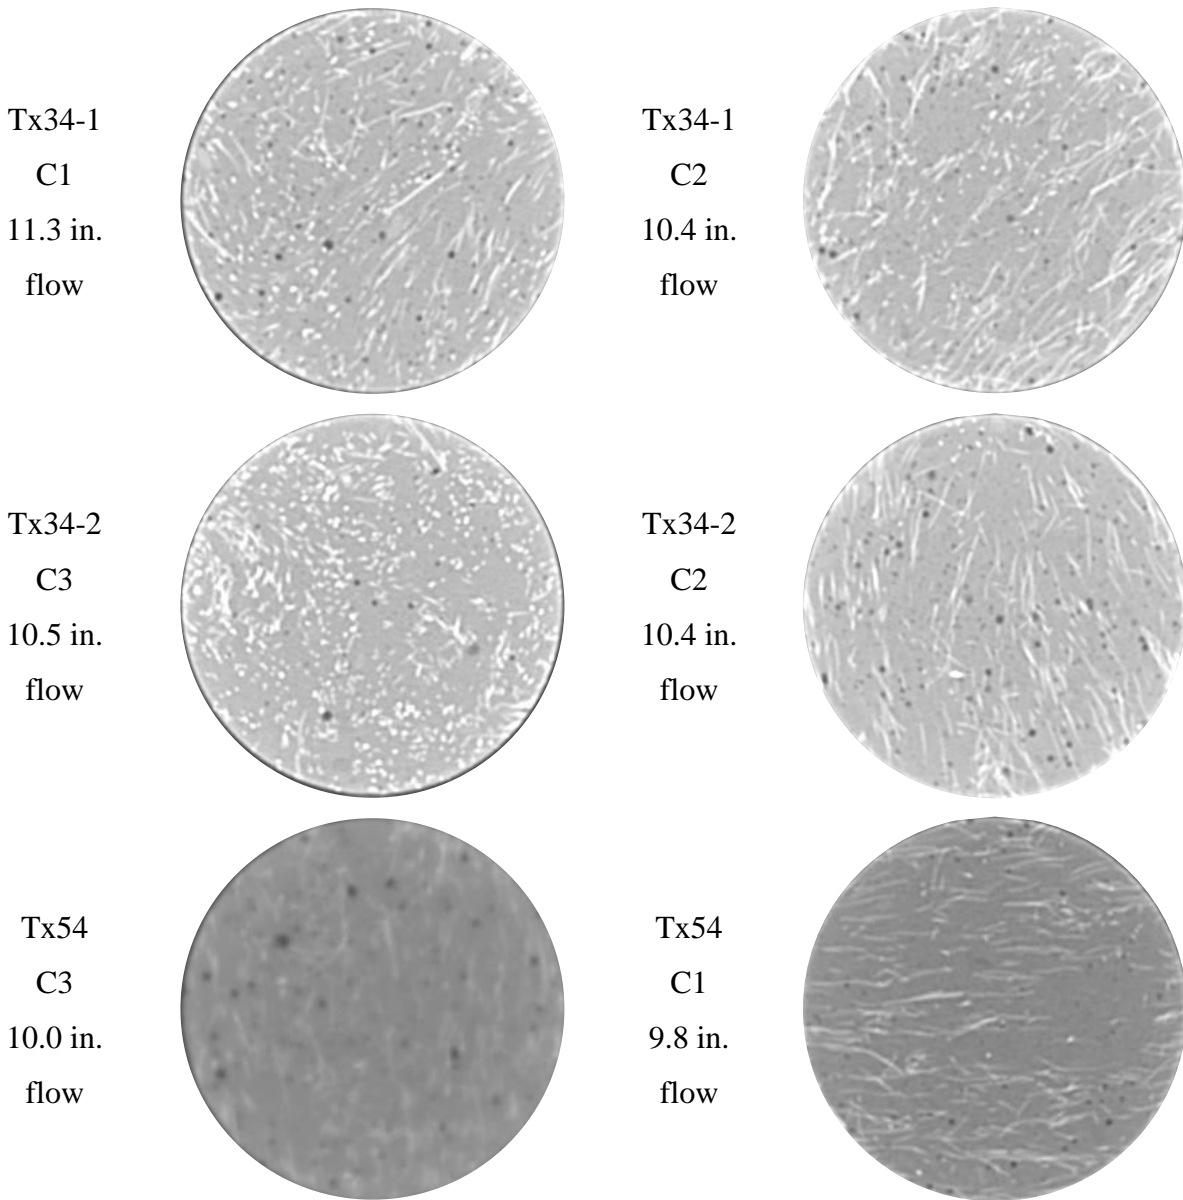 Tx34-1
C1
11.3 in.
flow
Tx34-1
C2
10.4 in.
flow
Tx34-2
C3
10.5 in.
flow
Tx34-2
C2
10.4 in.
flow
Tx54
C3
10.0 in.
flow
Tx54
C1
9.8 in.
flow